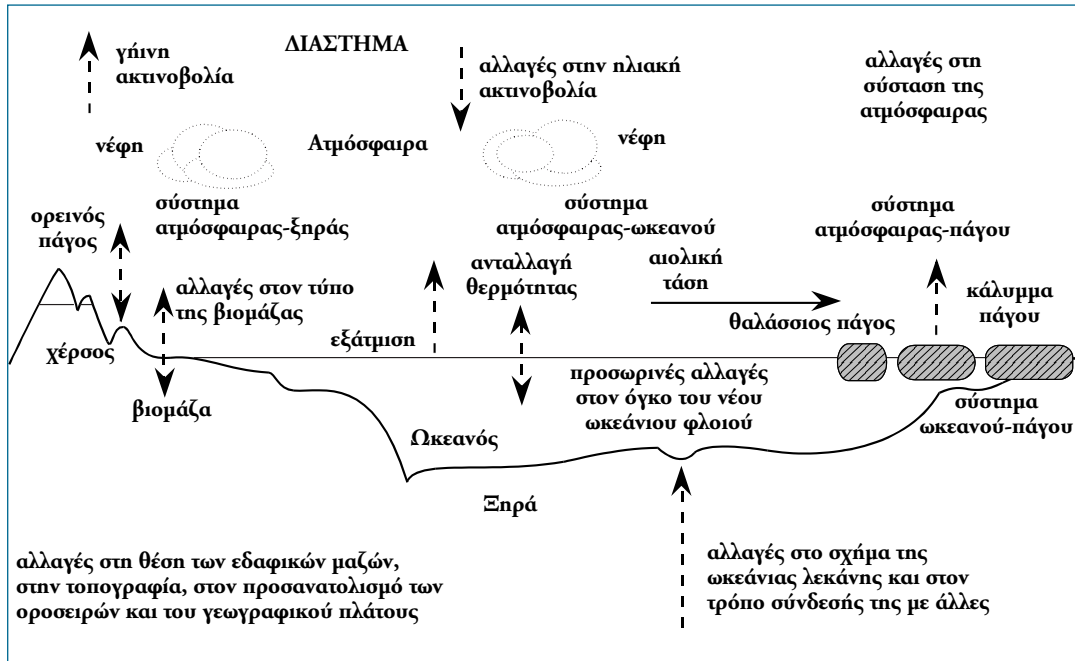 γήινη
ακτινοβολία
ΔΙΑΣΤΗΜΑ
αλλαγές στην ηλιακή
ακτινοβολία
αλλαγές στη
σύσταση της
ατμόσφαιρας
νέφη
Ατμόσφαιρα
νέφη
ορεινός
πάγος
σύστημα
ατμόσφαιρας-ξηράς
σύστημα
ατμόσφαιρας-ωκεανού
σύστημα
ατμόσφαιρας-πάγου
αλλαγές στον τύπο
της βιομάζας
ανταλλαγή
θερμότητας
αιολική
τάση
κάλυμμα
πάγου
χέρσος
εξάτμιση
θαλάσσιος πάγος
βιομάζα
προσωρινές αλλαγές
στον όγκο του νέου
ωκεάνιου φλοιού
σύστημα
ωκεανού-πάγου
Ωκεανός
Ξηρά
αλλαγές στη θέση των εδαφικών μαζών,
στην τοπογραφία, στον προσανατολισμό των
οροσειρών και του γεωγραφικού πλάτους
αλλαγές στο σχήμα της
ωκεάνιας λεκάνης και στον
τρόπο σύνδεσής της με άλλες